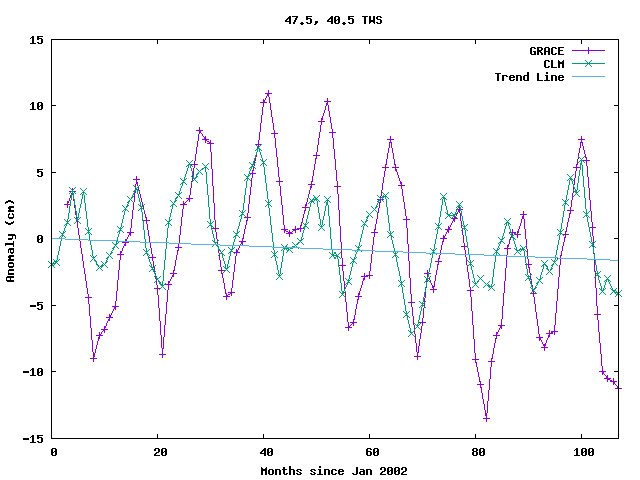 47.5, 40.5 TWS
GRACE
CLM
Trend Line
15
10
5
0
-5
-10
-15
Anomaly (cm)
0 20 40 60 80 100
Months since Jan 2002